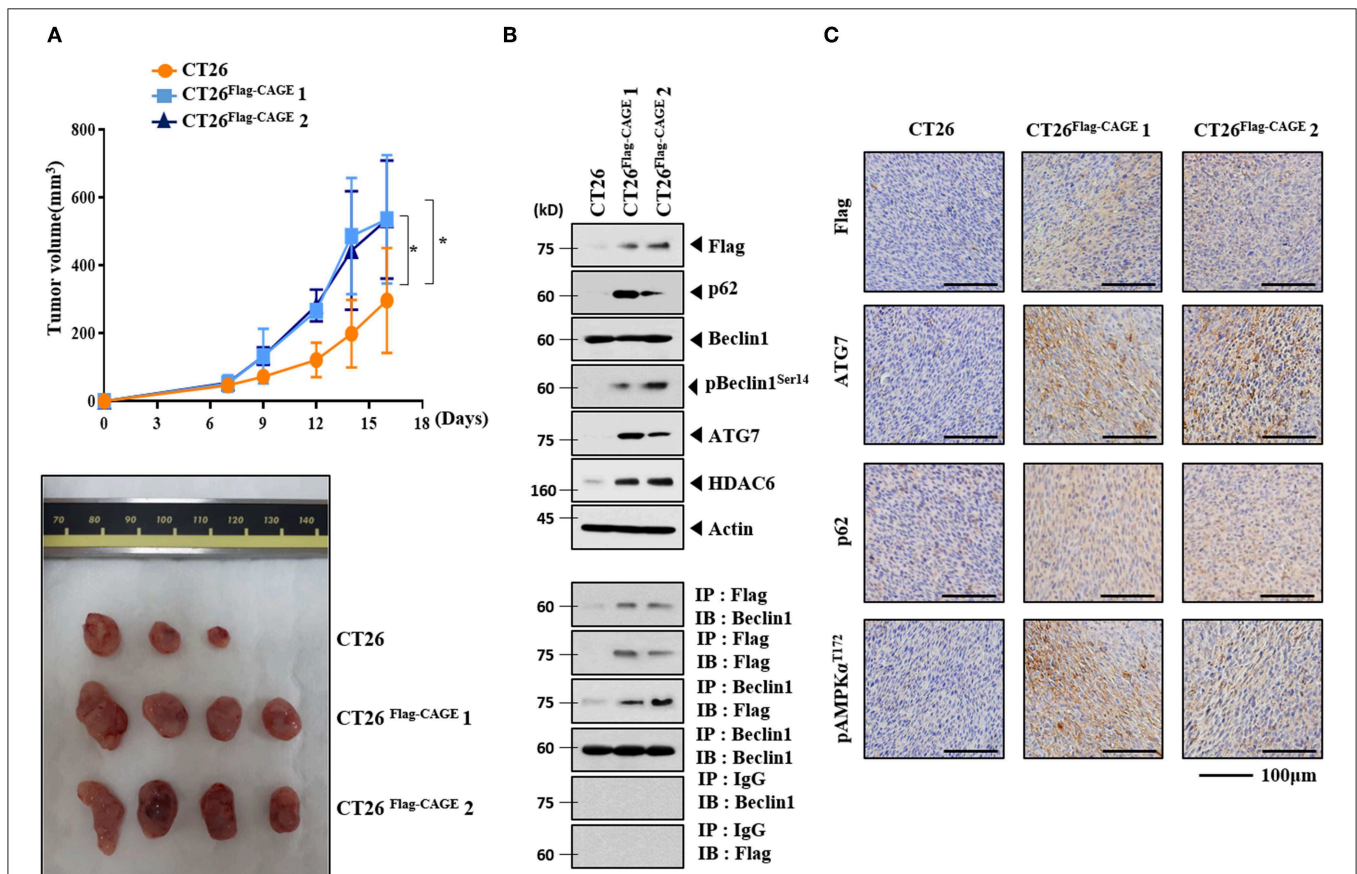 A
CT26
CT26Flag-CAGE 1
CT26Flag-CAGE 2
Tumor volume(mm3)
800
600
400
200
0
0 3 6 9 12 15 18 (Days)
* *
70 80 90 100 110 120 130 140
CT26
CT26 Flag-CAGE 1
CT26 Flag-CAGE 2
B
CT26
CT26Flag-CAGE 1
CT26Flag-CAGE 2
(kD)
75 Flag
60 p62
60 Beclin1
60 pBeclin1Ser14
75 ATG7
160 HDAC6
45 Actin
60 IP : Flag
IB : Beclin1
75 IP : Flag
IB : Flag
75 IP : Beclin1
IB : Flag
60 IP : Beclin1
IB : Beclin1
75 IP : IgG
IB : Beclin1
60 IP : IgG
IB : Flag
C
CT26 CT26Flag-CAGE 1 CT26Flag-CAGE 2
Flag
ATG7
p62
pAMPKαT172
100μm